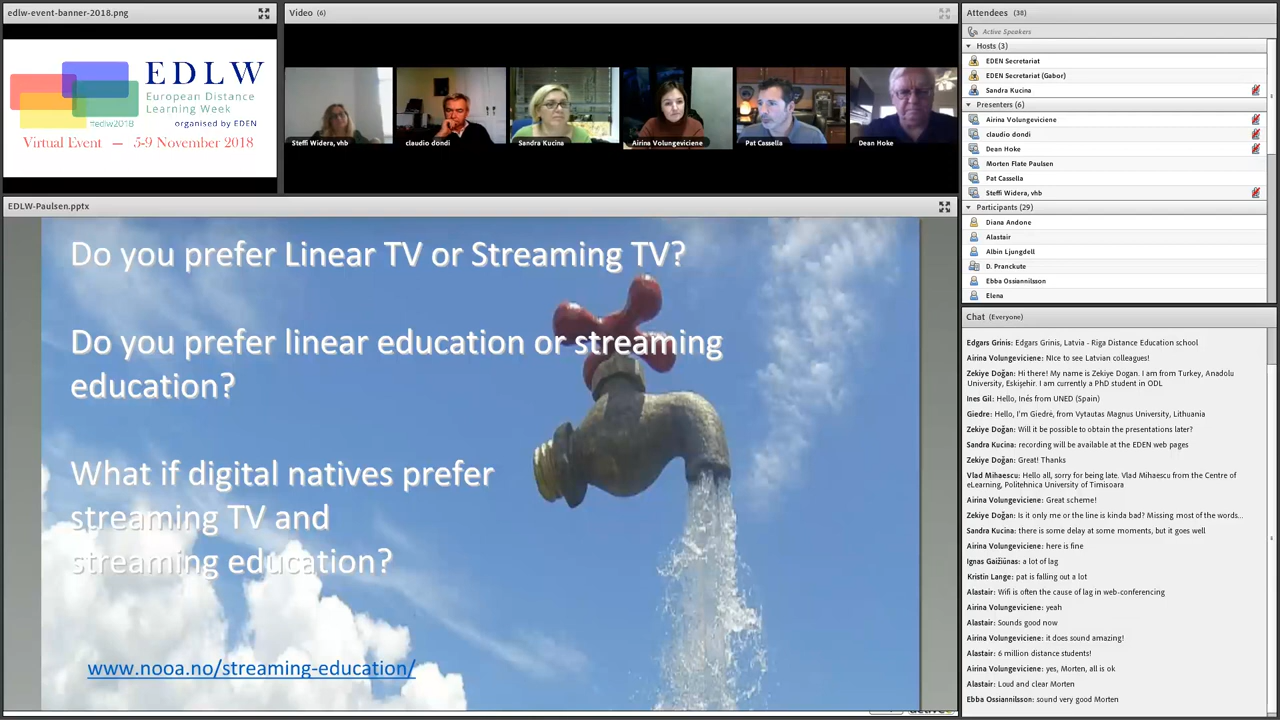 edlw-event-banner-2018.png
EDLW
European Distance
Learning Week
#edlw2018
organised by EDEN
Virtual Event — 5-9 November 2018
Video (6)
Steffi Widera, vhb
claudio dondi
Sandra Kucina
Airina Volungeviciene
Pat Cassella
Dean Hoke
EDLW-Paulsen.pptx
Do you prefer linear TV or Streaming TV?
Do you prefer linear education or streaming
education?
What if digital natives prefer
streaming TV and
streaming education?
www.nooa.no/streaming-education/
Attendees (38)
Active Speakers
Hosts (3)
EDEN Secretariat
EDEN Secretariat (Gabor)
Sandra Kucina
Presenters (6)
Airina Volungeviciene
claudio dondi
Dean Hoke
Morten Flate Paulsen
Pat Cassella
Steffi Widera, vhb
Participants (29)
Diana Andone
Alastair
Albin Ljungdell
D. Pranckute
Ebba Ossiannilsson
Elena
Chat (Everyone)
Edgars Grinis: Edgars Grinis, Latvia - Riga Distance Education school
Airina Volungeviciene: NIce to see Latvian colleagues!
Zekiye Doğan: Hi there! My name is Zekiye Dogan. I am from Turkey, Anadolu
University, Eskişehir. I am currently a PhD student in ODL
Ines Gil: Hello, Inés from UNED (Spain)
Giedre: Hello, I'm Giedrė, from Vytautas Magnus University, Lithuania
Zekiye Doğan: Will it be possible to obtain the presentations later?
Sandra Kucina: recording will be available at the EDEN web pages
Zekiye Doğan: Great! Thanks
Vlad Mihaescu: Hello all, sorry for being late. Vlad Mihaescu from the Centre of
eLearning, Politehnica University of Timisoara
Airina Volungeviciene: Great scheme!
Zekiye Doğan: Is it only me or the line is kinda bad? Missing most of the words...
Sandra Kucina: there is some delay at some moments, but it goes well
Airina Volungeviciene: here is fine
Ignas Gaižiūnas: a lot of lag
Kristin Lange: pat is falling out a lot
Alastair: Wifi is often the cause of lag in web-conferencing
Airina Volungeviciene: yeah
Alastair: Sounds good now
Airina Volungeviciene: it does sound amazing!
Alastair: 6 million distance students!
Airina Volungeviciene: yes, Morten, all is ok
Alastair: Loud and clear Morten
Ebba Ossiannilsson: sound very good Morten